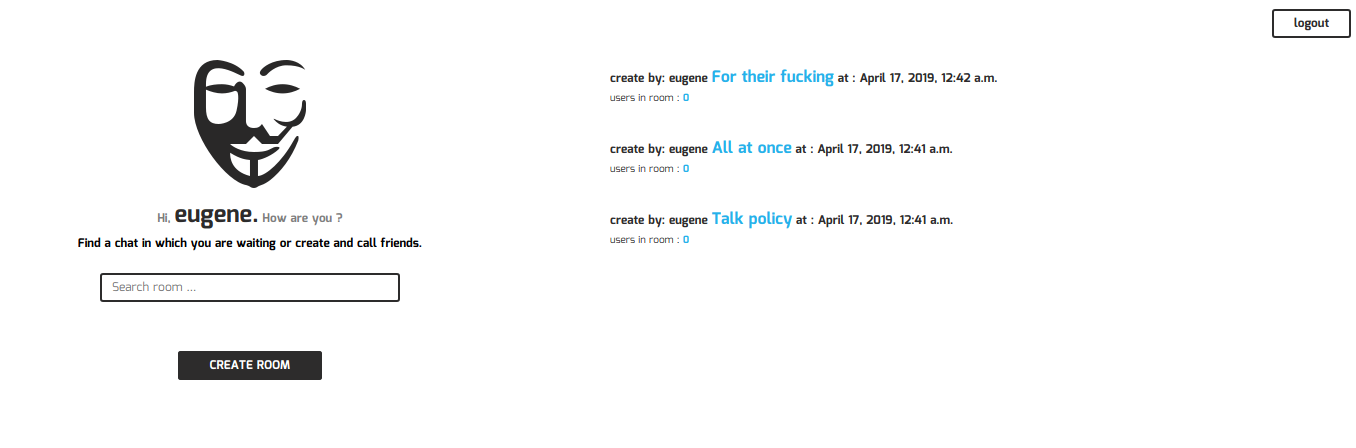 logout
Hi, eugene. How are you ?
Find a chat in which you are waiting or create and call friends.
Search room ...
CREATE ROOM
create by: eugene For their fucking at : April 17, 2019, 12:42 a.m.
users in room : 0
create by: eugene All at once at : April 17, 2019, 12:41 a.m.
users in room : 0
create by: eugene Talk policy at : April 17, 2019, 12:41 a.m.
users in room : 0